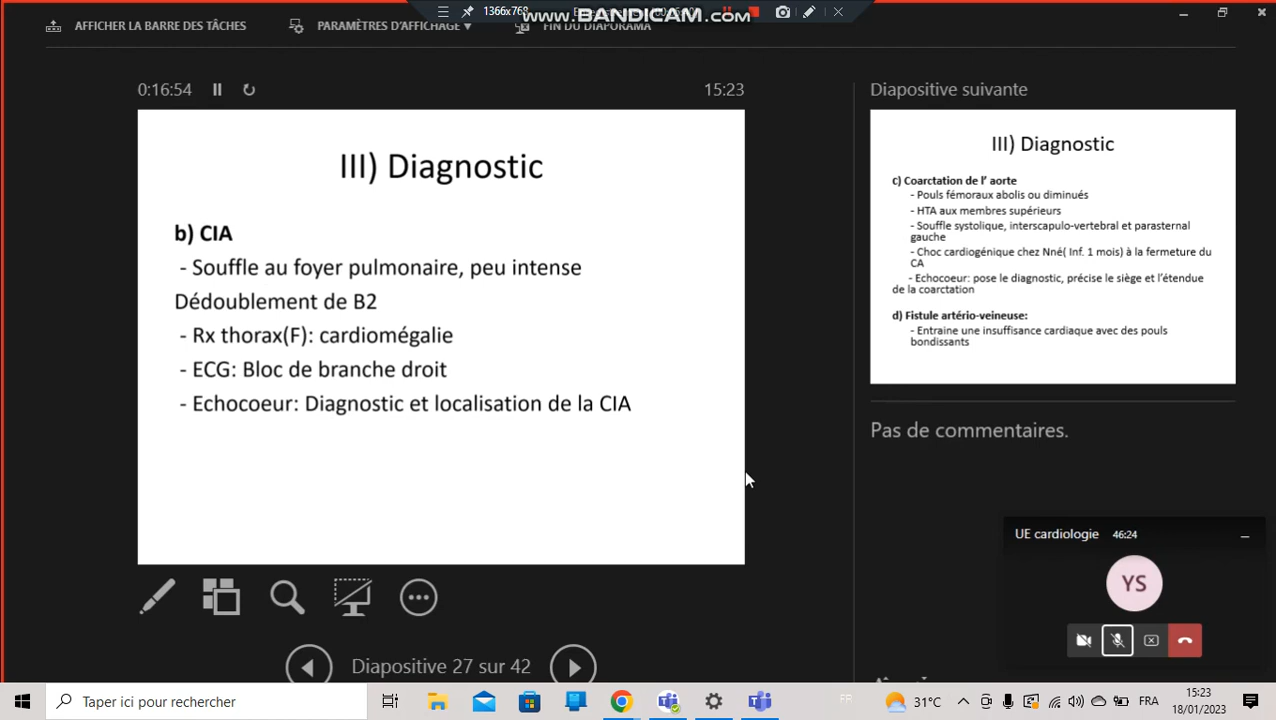 1366x768
www.BANDICAM.com
AFFICHER LA BARRE DES TÂCHES
PARAMÈTRES D'AFFICHAGE
FIN DU DIAPORAMA
0:16:54
15:23
III) Diagnostic
b) CIA
- Souffle au foyer pulmonaire, peu intense
Dédoublement de B2
- Rx thorax(F): cardiomégalie
- ECG: Bloc de branche droit
- Echocoeur: Diagnostic et localisation de la CIA
Diapositive 27 sur 42
Diapositive suivante
III) Diagnostic
c) Coarctation de l' aorte
- Pouls fémoraux abolis ou diminués
- HTA aux membres supérieurs
- Souffle systolique, interscapulo-vertebral et parasternal
gauche
- Choc cardiogénique chez Nné( Inf. 1 mois) à la fermeture du
CA
- Echocoeur: pose le diagnostic, précise le siège et l'étendue
de la coarctation
d) Fistule artério-veineuse:
- Entraine une insuffisance cardiaque avec des pouls
bondissants
Pas de commentaires.
UE cardiologie 46:24
YS
Taper ici pour rechercher
FR
31°C
FRA
15:23
18/01/2023